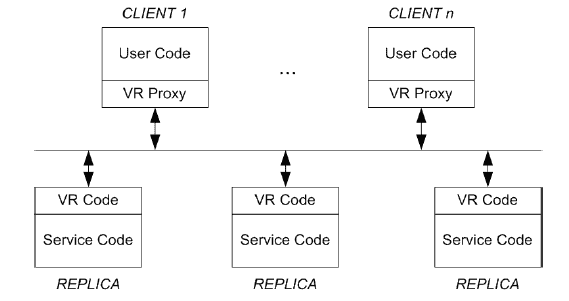 CLIENT 1
CLIENT n
User Code
User Code
...
VR Proxy
VR Proxy
VR Code
VR Code
VR Code
Service Code
Service Code
Service Code
REPLICA
REPLICA
REPLICA